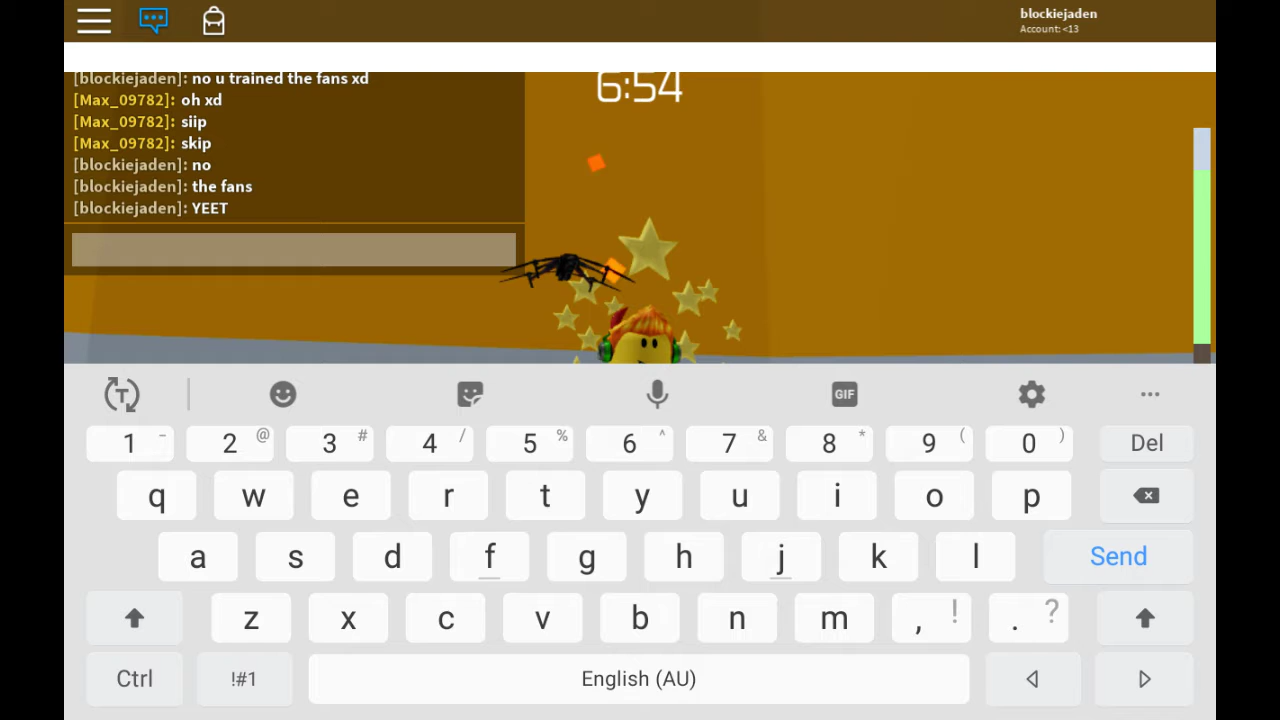 blockiejaden
Account: <13
[blockiejaden]: no u trained the fans xd
6:54
[Max_09782]: oh xd
[Max_09782]: siip
[Max_09782]: skip
[blockiejaden]: no
[blockiejaden]: the fans
[blockiejaden]: YEET
T GIF ...
1 - 2 @ 3 # 4 / 5 % 6 ^ 7 & 8 * 9 ( 0 ) Del
q w e r t y u i o p
a s d f g h j k l Send
z x c v b n m , ! . ?
Ctrl !#1 English (AU)